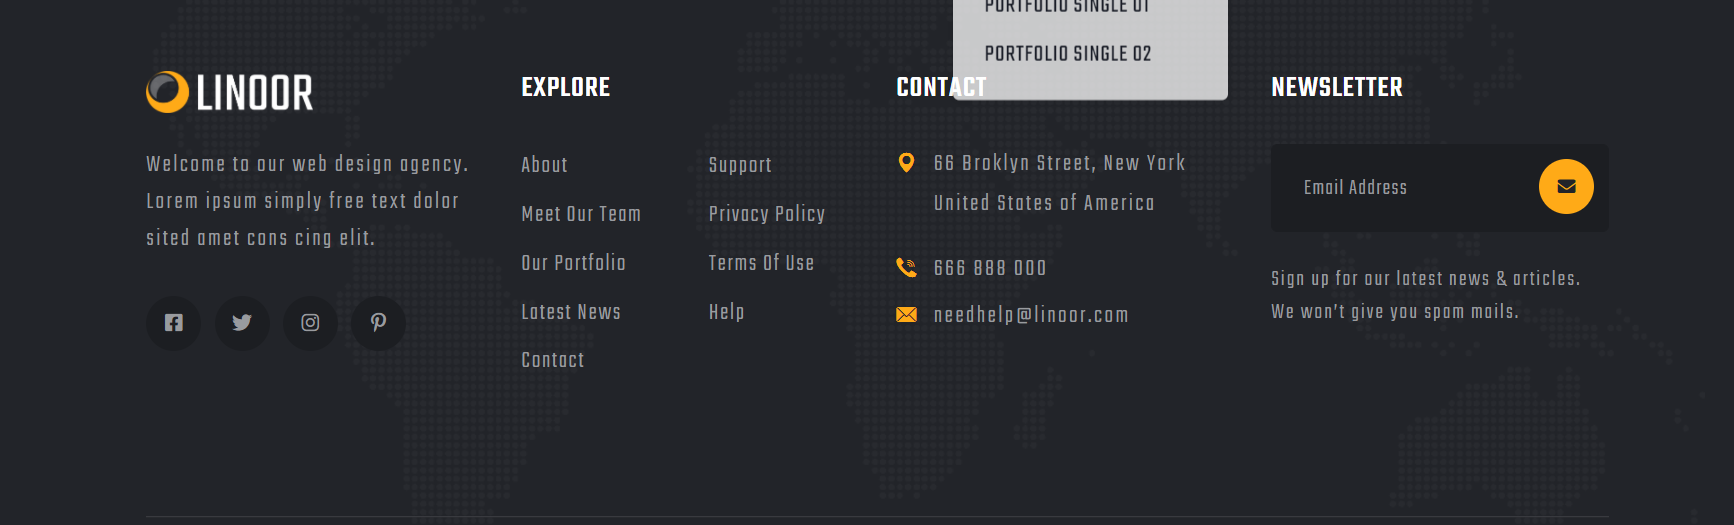 PORTFOLIO SINGLE 01
PORTFOLIO SINGLE 02
LINOOR
Welcome to our web design agency.
Lorem ipsum simply free text dolor
sited amet cons cing elit.
EXPLORE
About
Meet Our Team
Our Portfolio
Latest News
Contact
Support
Privacy Policy
Terms Of Use
Help
CONTACT
66 Broklyn Street, New York
United States of America
666 888 000
needhelp@linoor.com
NEWSLETTER
Email Address
Sign up for our latest news & articles.
We won't give you spam mails.